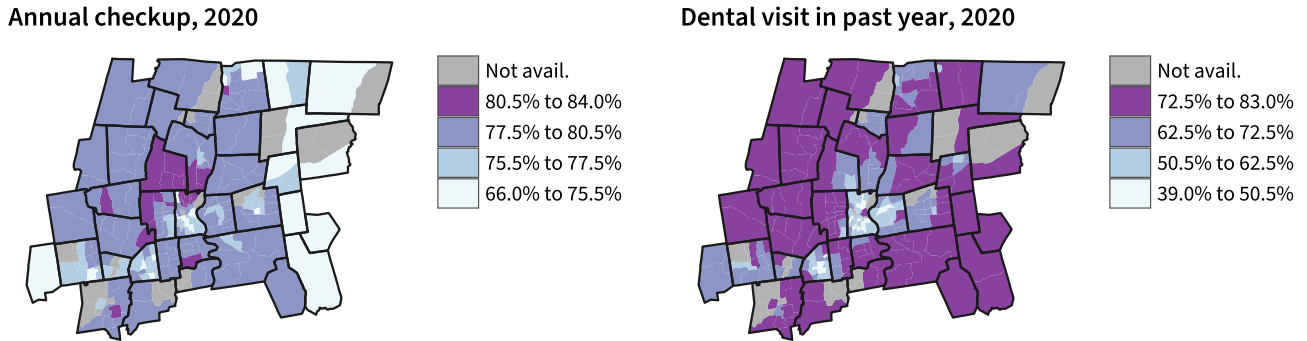 Annual checkup, 2020
Not avail.
80.5% to 84.0%
77.5% to 80.5%
75.5% to 77.5%
66.0% to 75.5%
Dental visit in past year, 2020
Not avail.
72.5% to 83.0%
62.5% to 72.5%
50.5% to 62.5%
39.0% to 50.5%